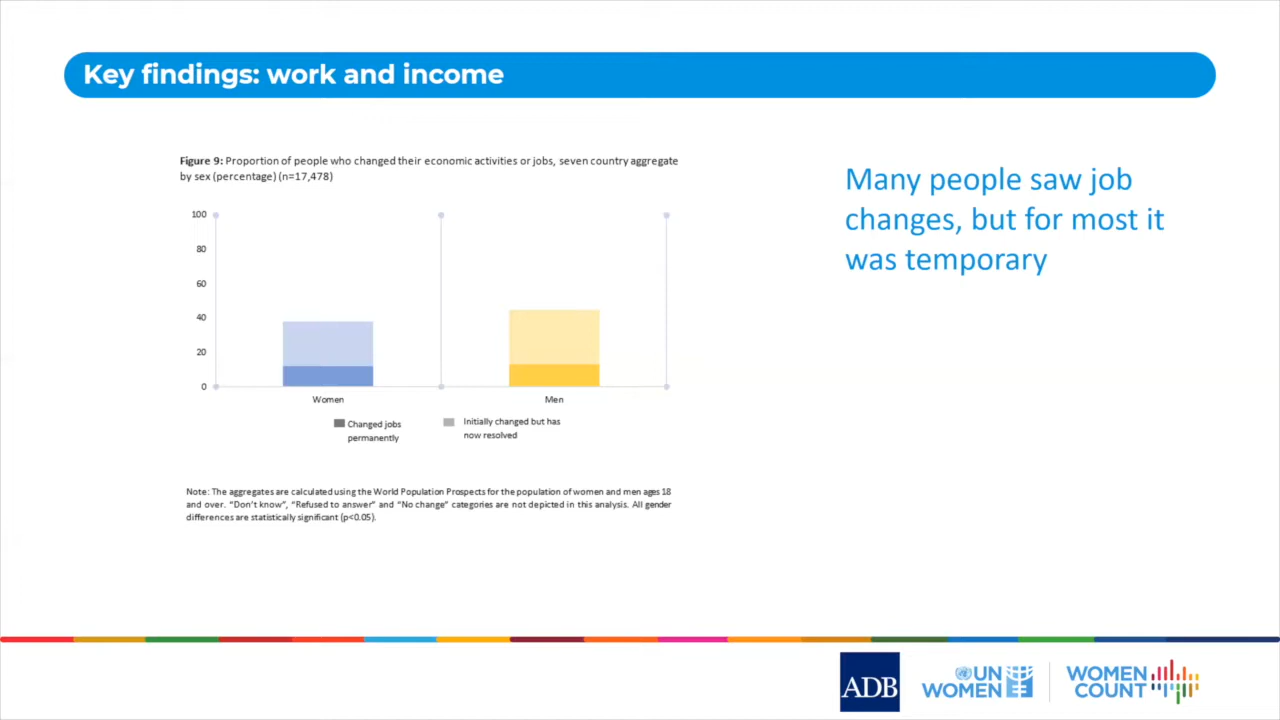 Key findings: work and income
Figure 9: Proportion of people who changed their economic activities or jobs, seven country aggregate
by sex (percentage) (n=17,478)
100
80
60
40
20
0
Women
Men
Changed jobs
permanently
Initially changed but has
now resolved
Note: The aggregates are calculated using the World Population Prospects for the population of women and men ages 18
and over. “Don’t know”, “Refused to answer” and “No change” categories are not depicted in this analysis. All gender
differences are statistically significant (p<0.05).
Many people saw job
changes, but for most it
was temporary
ADB
UN
WOMEN
WOMEN
COUNT